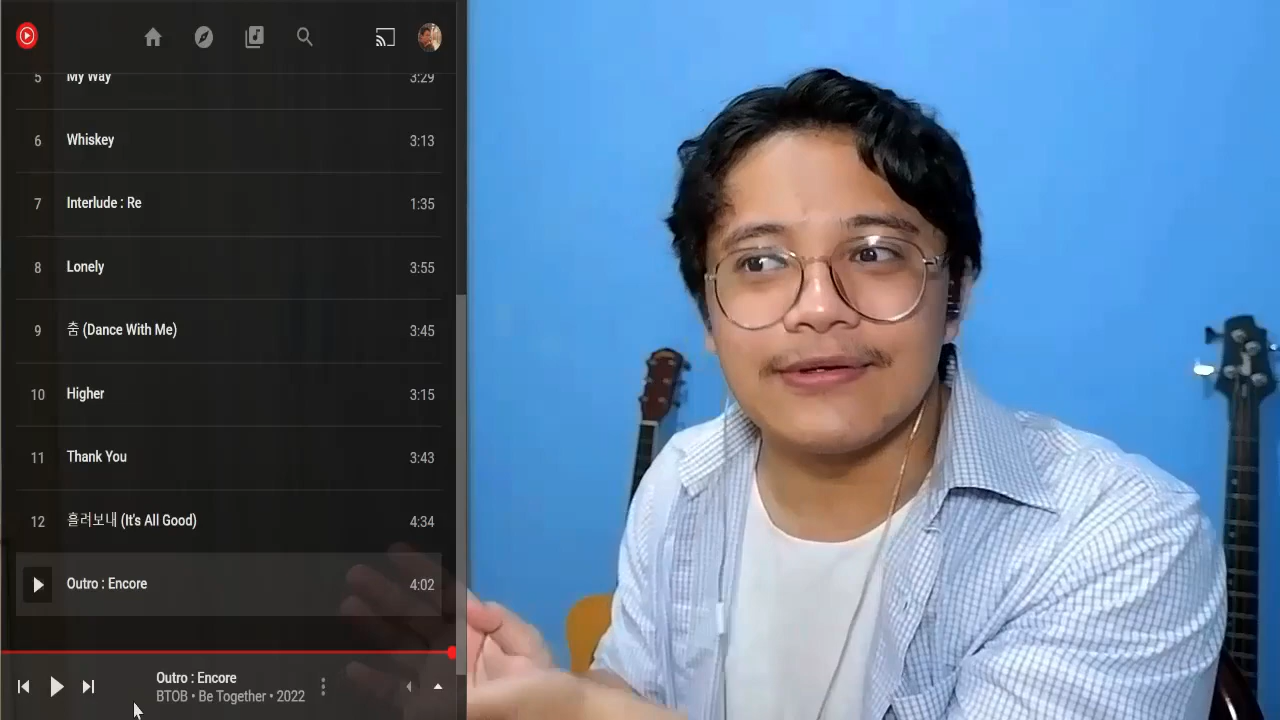 5 My Way 3:29
6 Whiskey 3:13
7 Interlude : Re 1:35
8 Lonely 3:55
9 춤 (Dance With Me) 3:45
10 Higher 3:15
11 Thank You 3:43
12 흘려보내 (It's All Good) 4:34
Outro : Encore 4:02
Outro : Encore
BTOB • Be Together • 2022